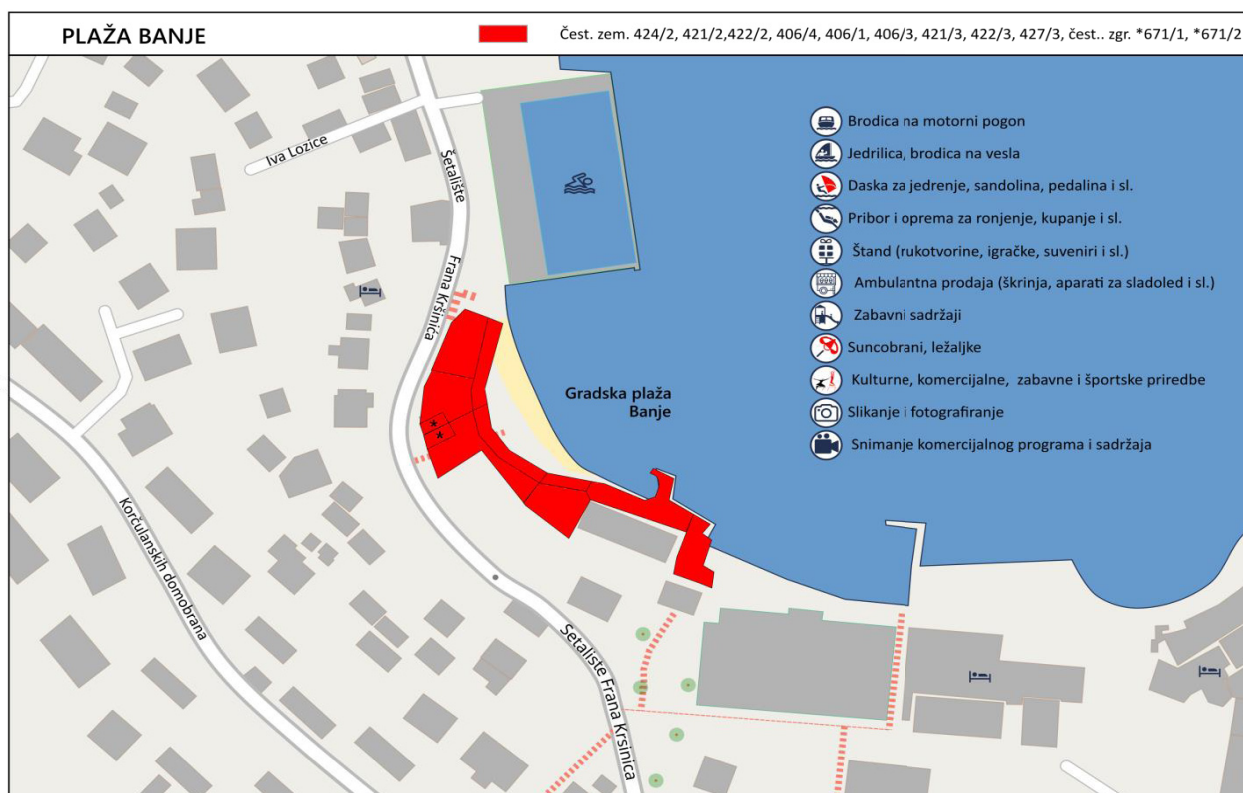 PLAŽA BANJE
Čest. zem. 424/2, 421/2,422/2, 406/4, 406/1, 406/3, 421/3, 422/3, 427/3, čest.. zgr. *671/1, *671/2
Iva Lozice
Šetalište
Frana Kršinića
Brodica na motorni pogon
Jedrilica, brodica na vesla
Daska za jedrenje, sandolina, pedalina i sl.
Pribor i oprema za ronjenje, kupanje i sl.
Štand (rukotvorine, igračke, suveniri i sl.)
Ambulantna prodaja (škrinja, aparati za sladoled i sl.)
Zabavni sadržaji
Suncobrani, ležaljke
Kulturne, komercijalne, zabavne i športske priredbe
Slikanje i fotografiranje
Snimanje komercijalnog programa i sadržaja
Gradska plaža
Banje
Korčulanskih domobrana
Setaliste Frana Krsinica